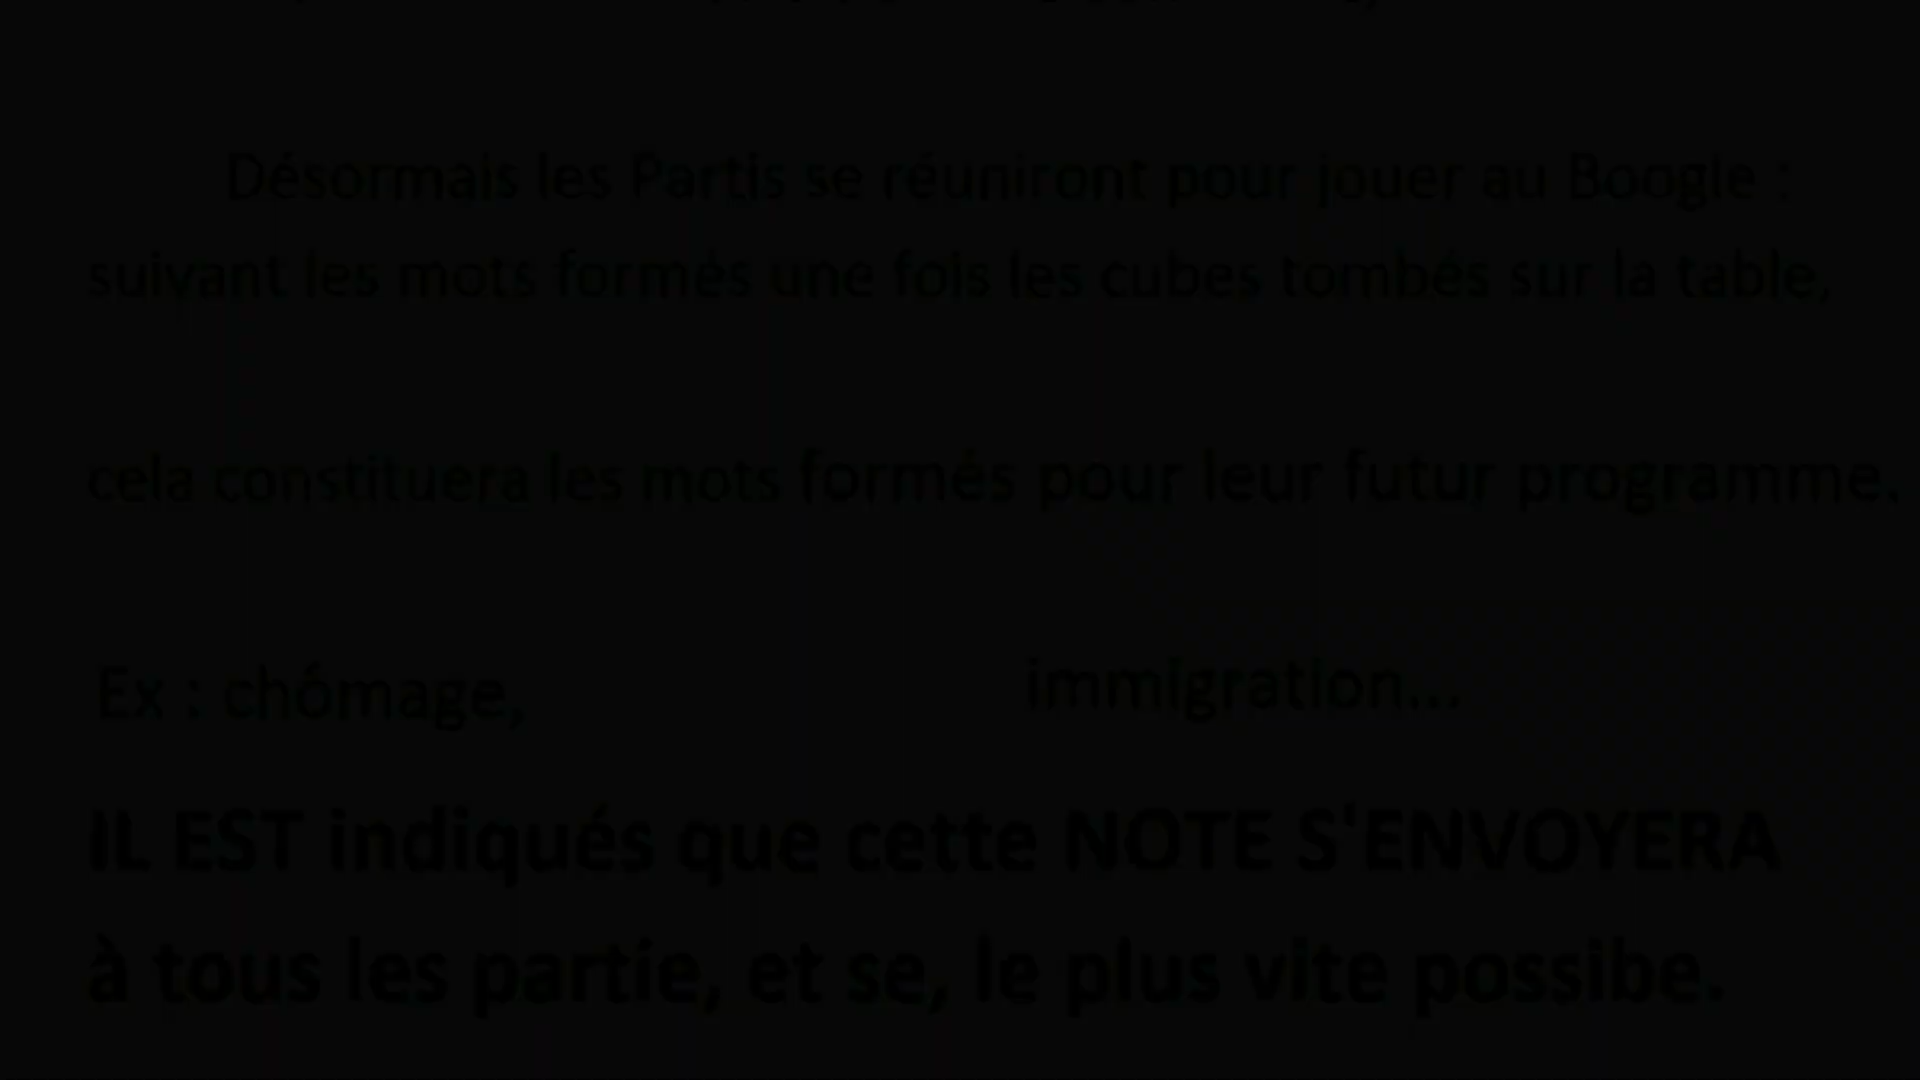 Désormais les Partis se réuniront pour jouer au Boogle :
suivant les mots formés une fois les cubes tombés sur la table,
cela constituera les mots formés pour leur futur programme.
Ex : chômage, immigration...
IL EST indiqués que cette NOTE S'ENVOYERA
à tous les partie, et se, le plus vite possibe.